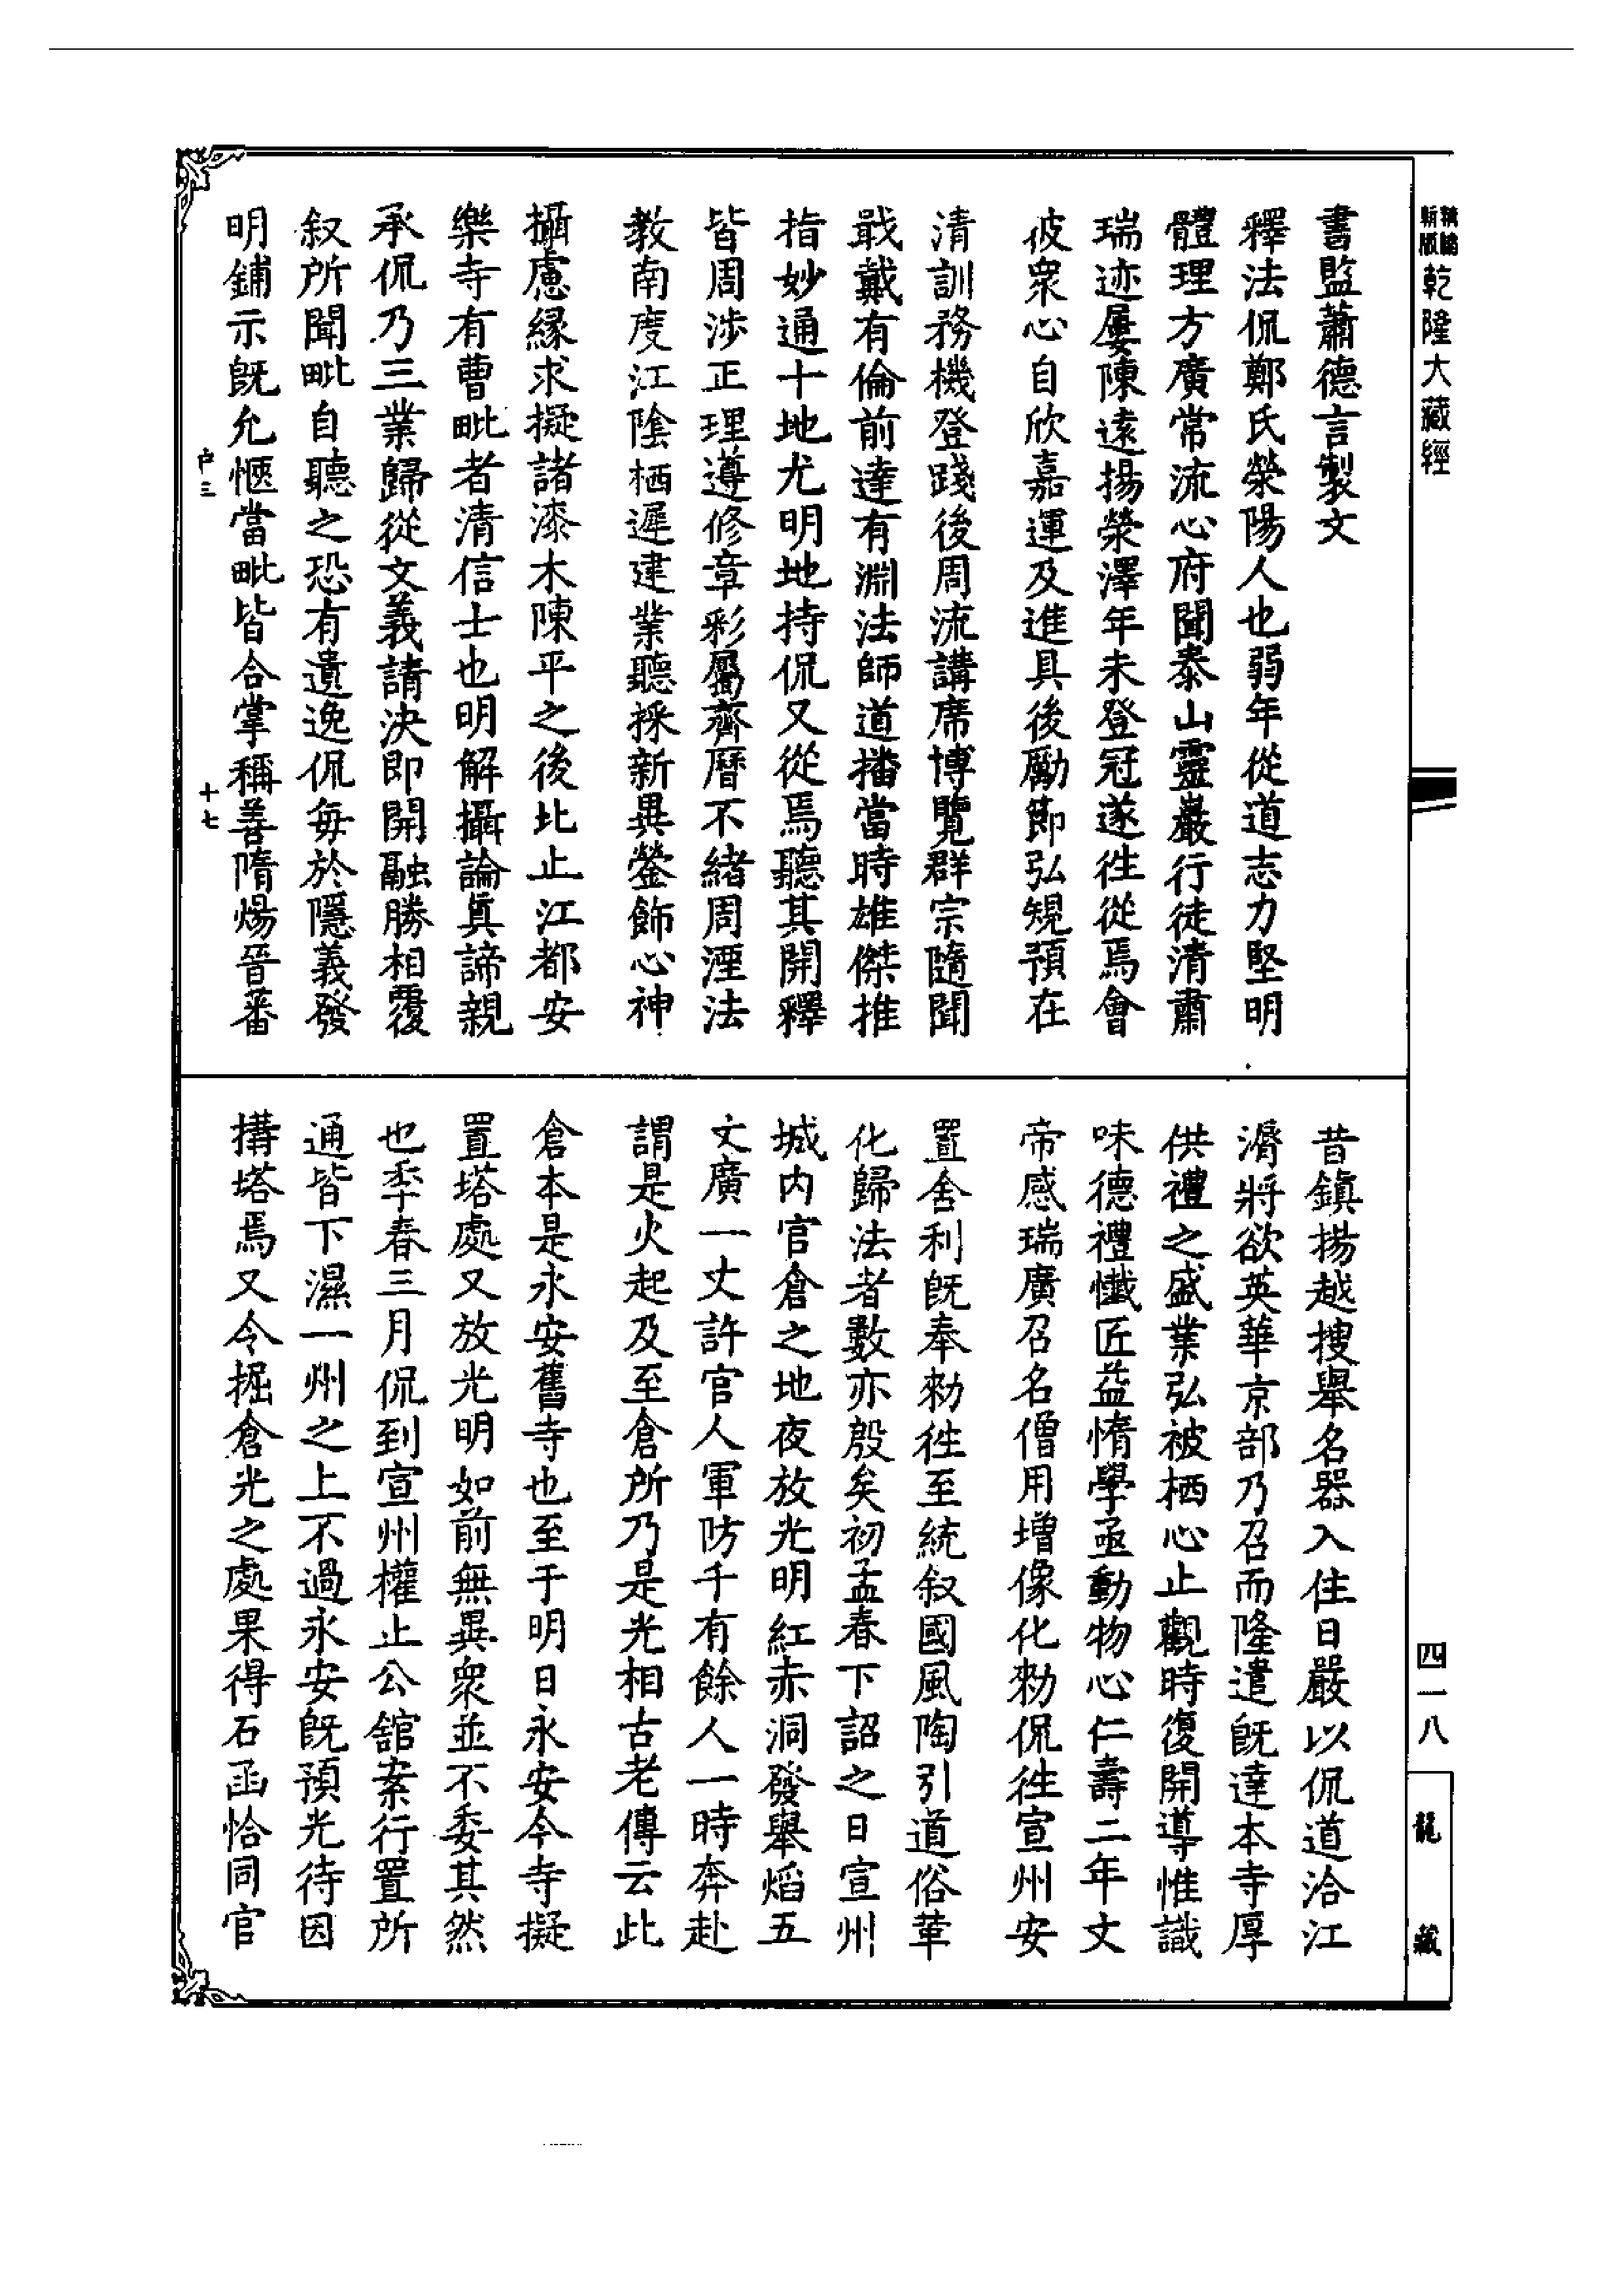 精編
新版
乾隆大藏經
四一八
龍藏
書監蕭德言製文
釋法侃鄭氏滎陽人也弱年從道志力堅明
體理方廣常流心府聞泰山靈巖行徒清肅
瑞迹屢陳遠揚滎澤年未登冠遂徃從焉會
彼衆心自欣嘉運及進具後勵節弘規預在
清訓務機登踐後周流講席博覽群宗隨聞
戢戴有倫前達有淵法師道播當時雄傑推
指妙通十地尤明地持侃又從焉聽其開釋
皆周涉正理遵修章彩屬齊曆不緒周湮法
教南度江陰栖遲建業聽採新異鎣飾心神
攝慮緣求擬諸漆木陳平之後北止江都安
樂寺有曹毗者清信士也明解攝論眞諦親
承侃乃三業歸從文義請決即開融勝相覆
叙所聞毗自聽之恐有遺逸侃每於隱義發
明鋪示旣允愜當毗皆合掌稱善隋煬晉蕃
户三
十七
昔鎮揚越搜舉名器入住日嚴以侃道洽江
濱將欲英華京部乃召而隆遣旣達本寺厚
供禮之盛業弘被栖心止觀時復開導惟識
味德禮懺匠益惰學亟動物心仁壽二年文
帝感瑞廣召名僧用增像化勑侃徃宣州安
置舍利旣奉勑徃至統叙國風陶引道俗革
化歸法者數亦殷矣初孟春下詔之日宣州
城内官倉之地夜放光明紅赤洞發舉焰五
丈廣一丈許官人軍防千有餘人一時奔赴
謂是火起及至倉所乃是光相古老傳云此
倉本是永安舊寺也至于明日永安今寺擬
置塔處又放光明如前無異衆並不委其然
也季春三月侃到宣州權止公舘案行置所
通皆下濕一州之上不過永安旣預光待因
搆塔焉又令掘倉光之處果得石函恰同官